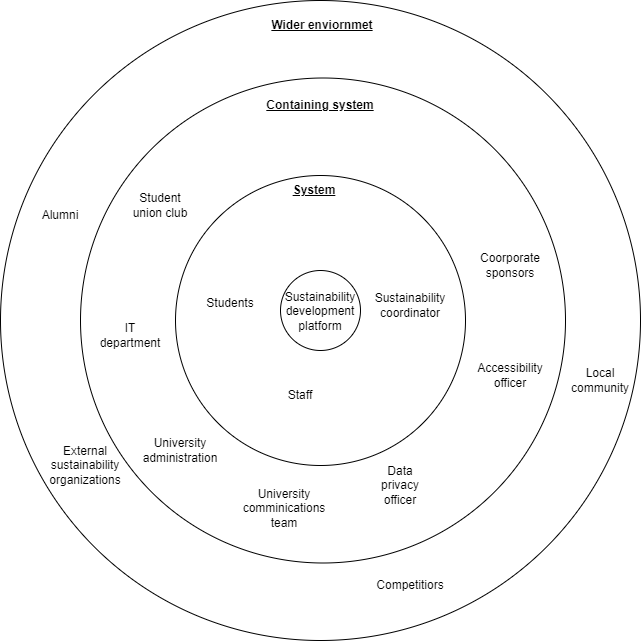 Wider enviornmet
Containing system
System
Alumni
Student
union club
Coorporate
sponsors
Students
Sustainability
development
platform
Sustainability
coordinator
IT
department
Accessibility
officer
Local
community
Staff
External
sustainability
organizations
University
administration
Data
privacy
officer
University
comminications
team
Competitiors